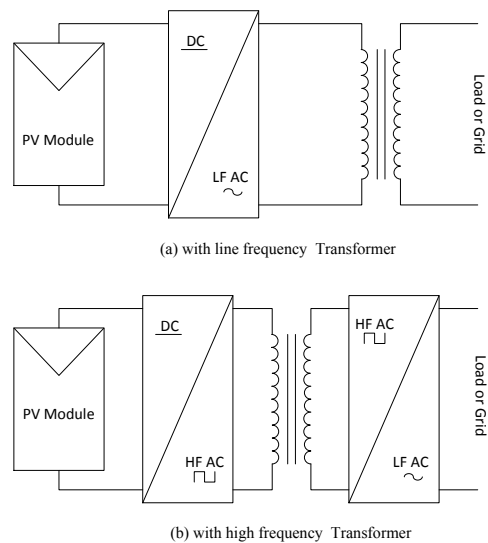 DC
PV Module
LF AC
Load or Grid
(a) with line frequency Transformer
DC
HF AC
PV Module
HF AC
LF AC
Load or Grid
(b) with high frequency Transformer